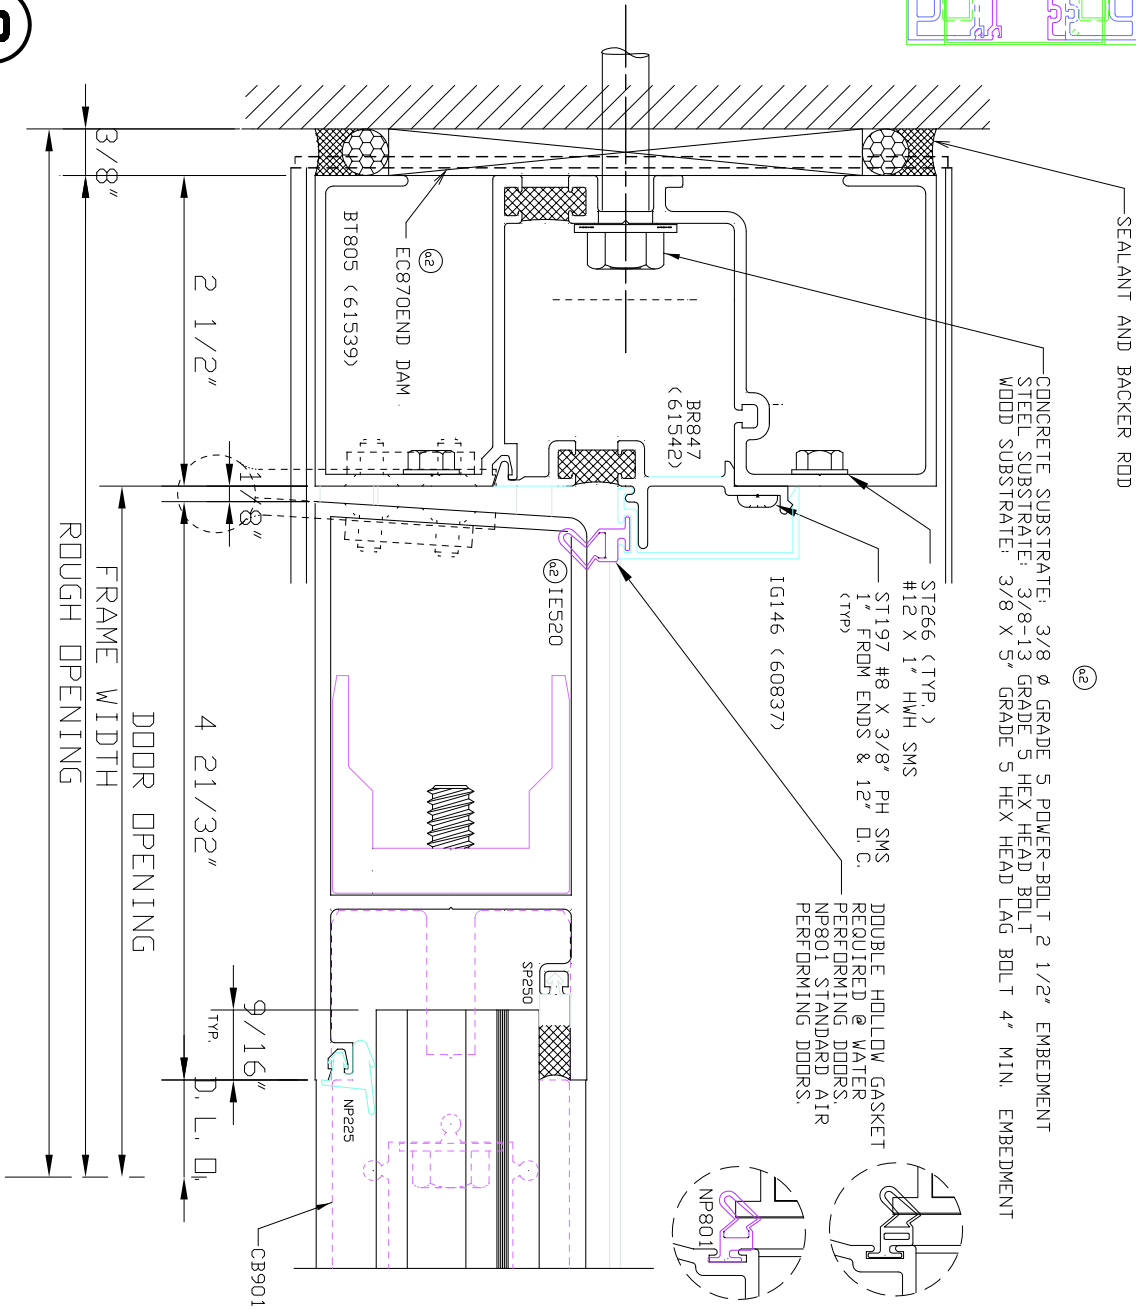 SEALANT AND BACKER ROD
CONCRETE SUBSTRATE: 3/8 Ø GRADE 5 POWER-BOLT 2 1/2" EMBEDMENT
STEEL SUBSTRATE: 3/8-13 GRADE 5 HEX HEAD BOLT
WOOD SUBSTRATE: 3/8 X 5" GRADE 5 HEX HEAD LAG BOLT 4" MIN. EMBEDMENT
a2
ST266 (TYP.)
#12 X 1" HWH SMS
ST197 #8 X 3/8" PH SMS
1" FROM ENDS & 12" O.C.
(TYP)
DOUBLE HOLLOW GASKET
REQUIRED @ WATER
PERFORMING DOORS.
NP801 STANDARD AIR
PERFORMING DOORS.
IG146 (60837)
BR847
(61542)
NP801
a2
IE520
SP250
a2
EC870END DAM
BT805 (61539)
NP225
CB901
3/8"
2 1/2"
1/8"
4 21/32"
9/16"
TYP.
D.L.O.
DOOR OPENING
FRAME WIDTH
ROUGH OPENING